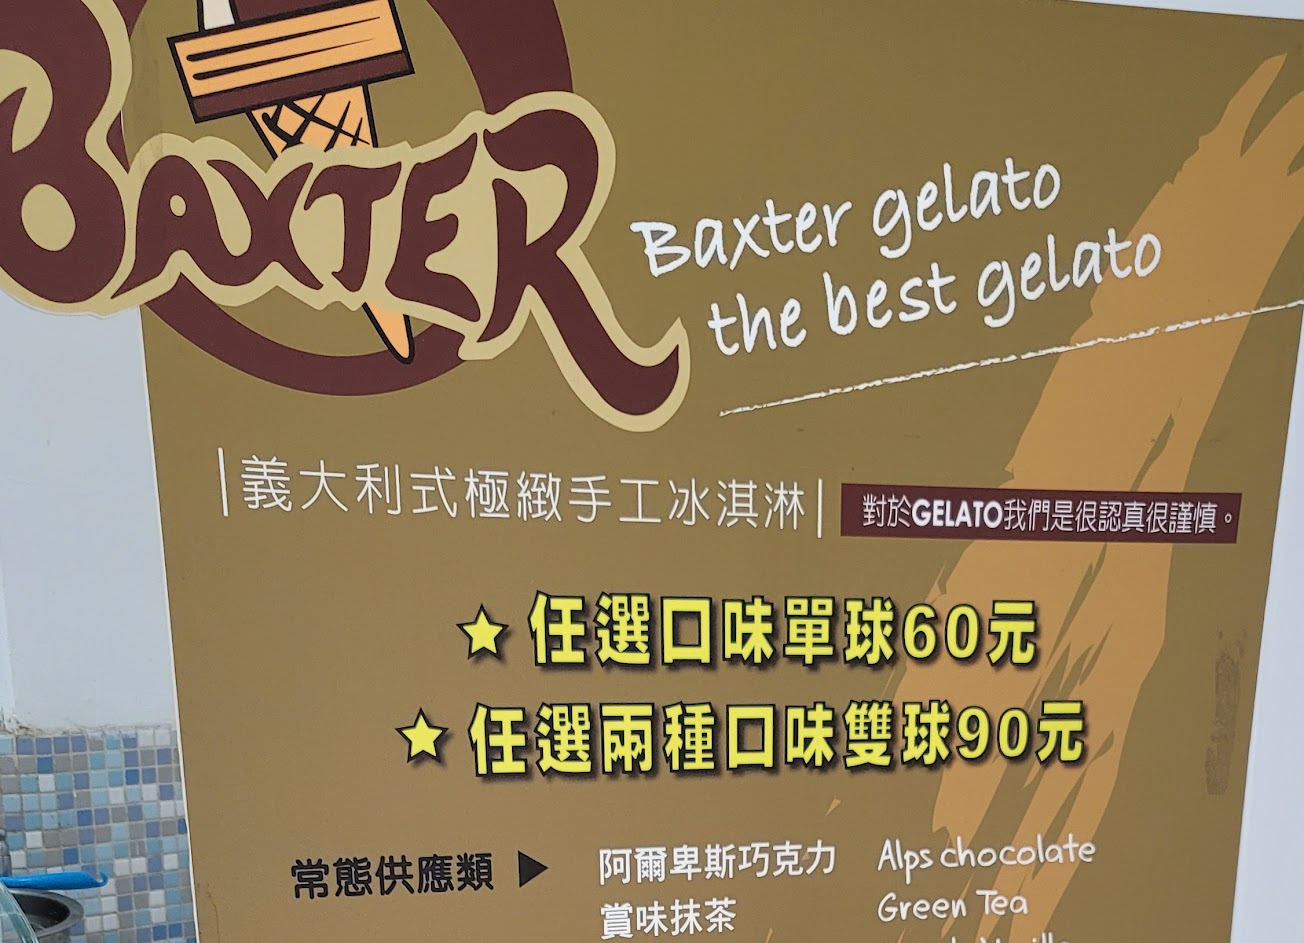 BAXTER
Baxter gelato
the best gelato
|義大利式極緻手工冰淇淋|
對於GELATO我們是很認真很謹慎。
★任選口味單球60元
★任選兩種口味雙球90元
常態供應類▶
阿爾卑斯巧克力 Alps chocolate
賞味抹茶 Green Tea